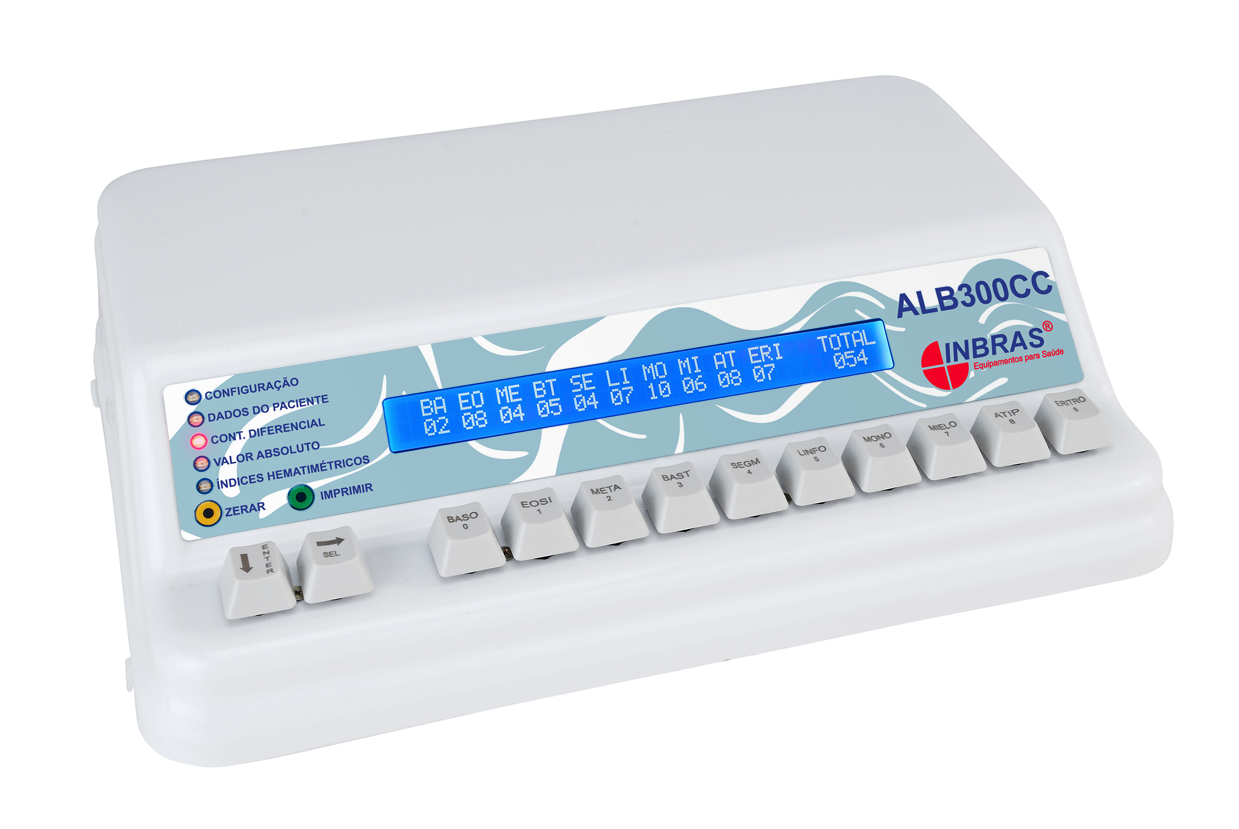 ALB300CC
INBRAS®
Equipamentos para Saúde
BA EO ME BT SE LI MO MI AT ERI TOTAL
02 08 04 05 04 07 10 06 08 07 054
CONFIGURAÇÃO
DADOS DO PACIENTE
CONT. DIFERENCIAL
VALOR ABSOLUTO
ÍNDICES HEMATIMÉTRICOS
ZERAR
IMPRIMIR
ENTER
SEL
BASO
0
EOSI
1
META
2
BAST
3
SEGM
4
LINFO
5
MONO
6
MIELO
7
ATIP
8
ERITRO
9